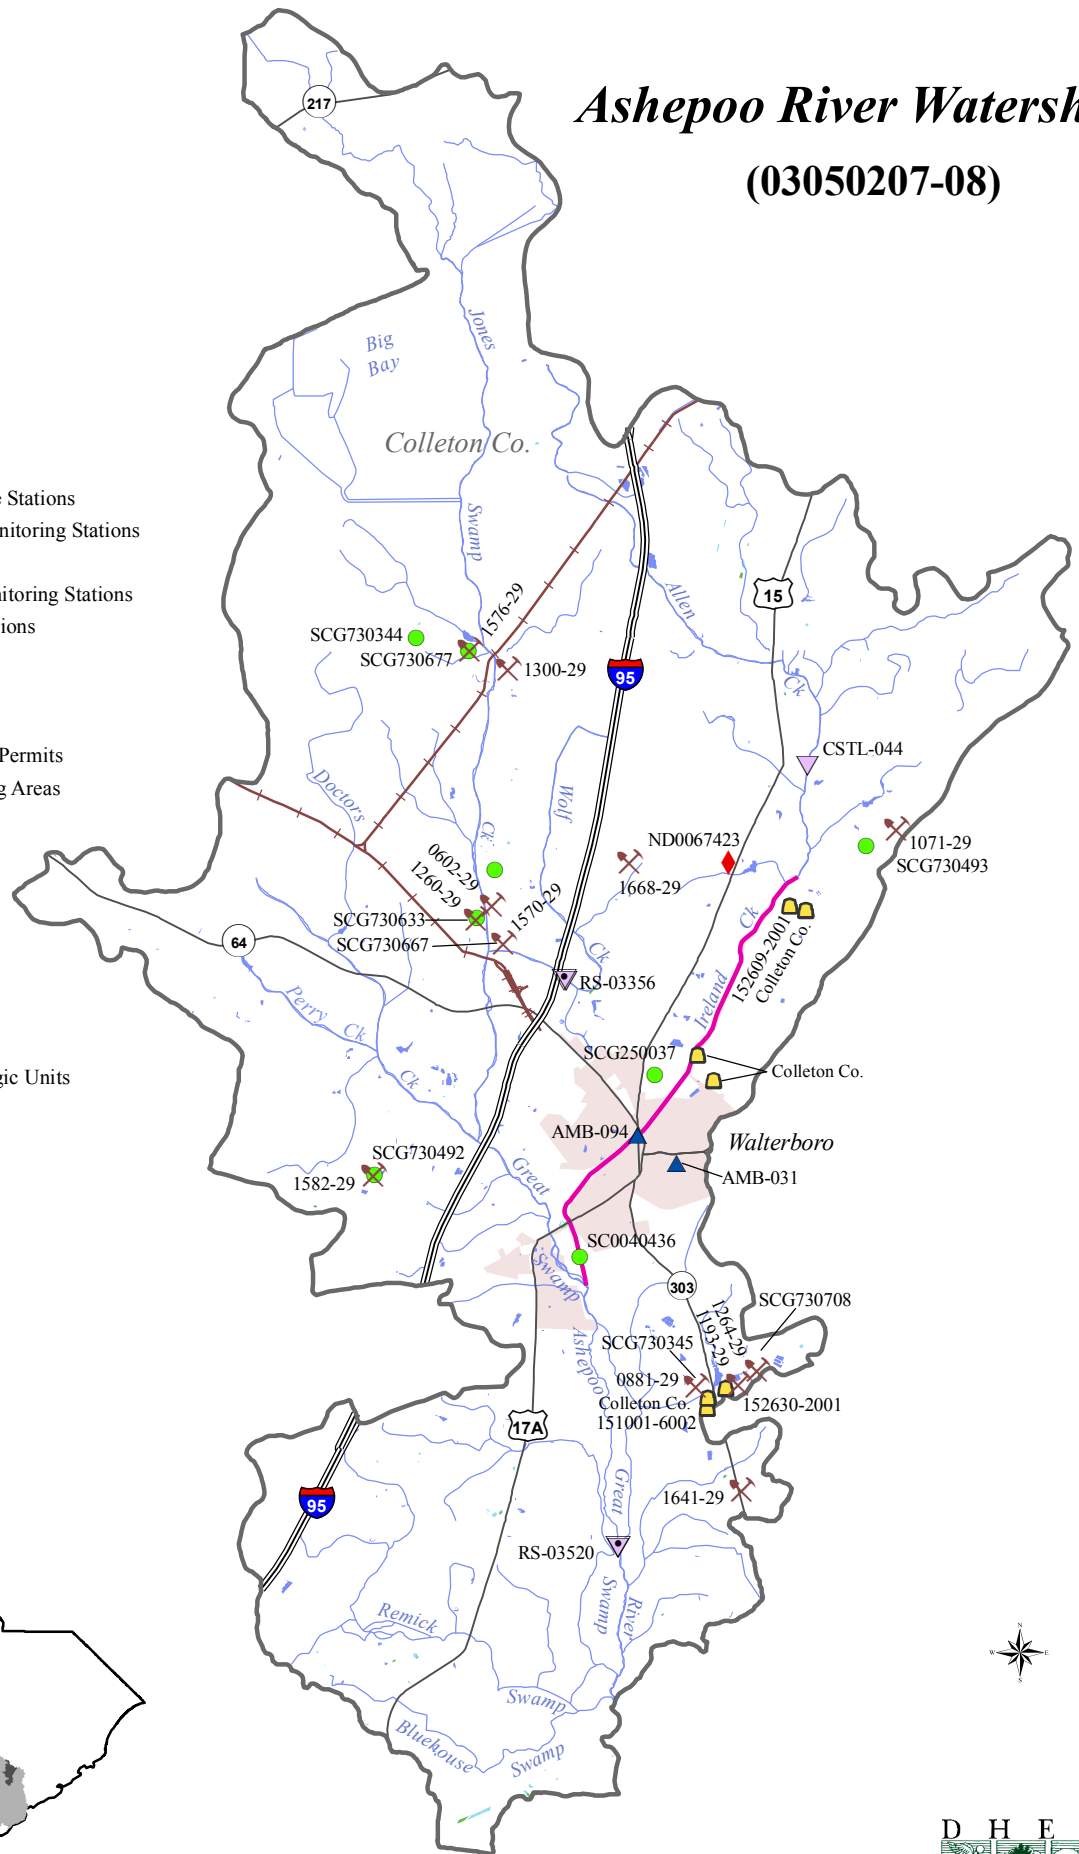 Ashepoo River Watersh
(03050207-08)
217
Jones
Big
Bay
Colleton Co.
Stations
nitoring Stations
Swamp
itoring Stations
ions
15
Allen
1576-29
SCG730344
SCG730677
1300-29
95
Ck
CSTL-044
Permits
g Areas
Doctors
Wolf
Ck
ND0067423
1071-29
SCG730493
0602-29
1260-29
1668-29
1570-29
SCG730633
SCG730667
Ck
Ck
152609-2001
Colleton Co.
64
RS-03356
Perry
Ck
Ireland
SCG250037
Colleton Co.
gic Units
Ck
AMB-094
Walterboro
SCG730492
1582-29
Great
AMB-031
SC0040436
Swamp
303
SCG730708
1264-29
1193-29
SCG730345
Ashepoo
0881-29
Colleton Co.
151001-6002
152630-2001
17A
Great
1641-29
95
RS-03520
Swamp
River
Remick
Swamp
Bluehouse
Swamp
N
W
E
S
D H E